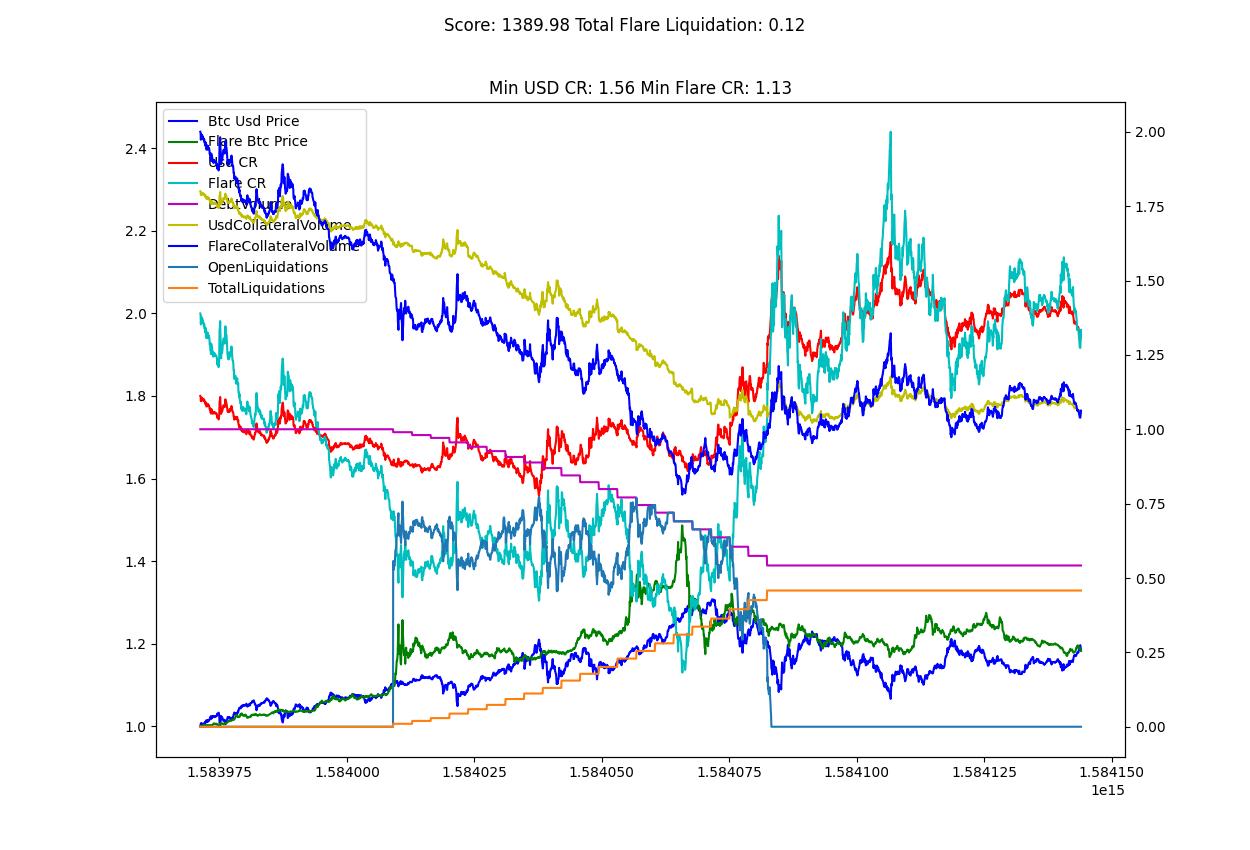 Score: 1389.98 Total Flare Liquidation: 0.12
Min USD CR: 1.56 Min Flare CR: 1.13
Btc Usd Price
Flare Btc Price
Usd CR
Flare CR
DebtVolume
UsdCollateralVolume
FlareCollateralVolume
OpenLiquidations
TotalLiquidations
2.4
2.2
2.0
1.8
1.6
1.4
1.2
1.0
2.00
1.75
1.50
1.25
1.00
0.75
0.50
0.25
0.00
1.583975 1.584000 1.584025 1.584050 1.584075 1.584100 1.584125 1.584150
1e15